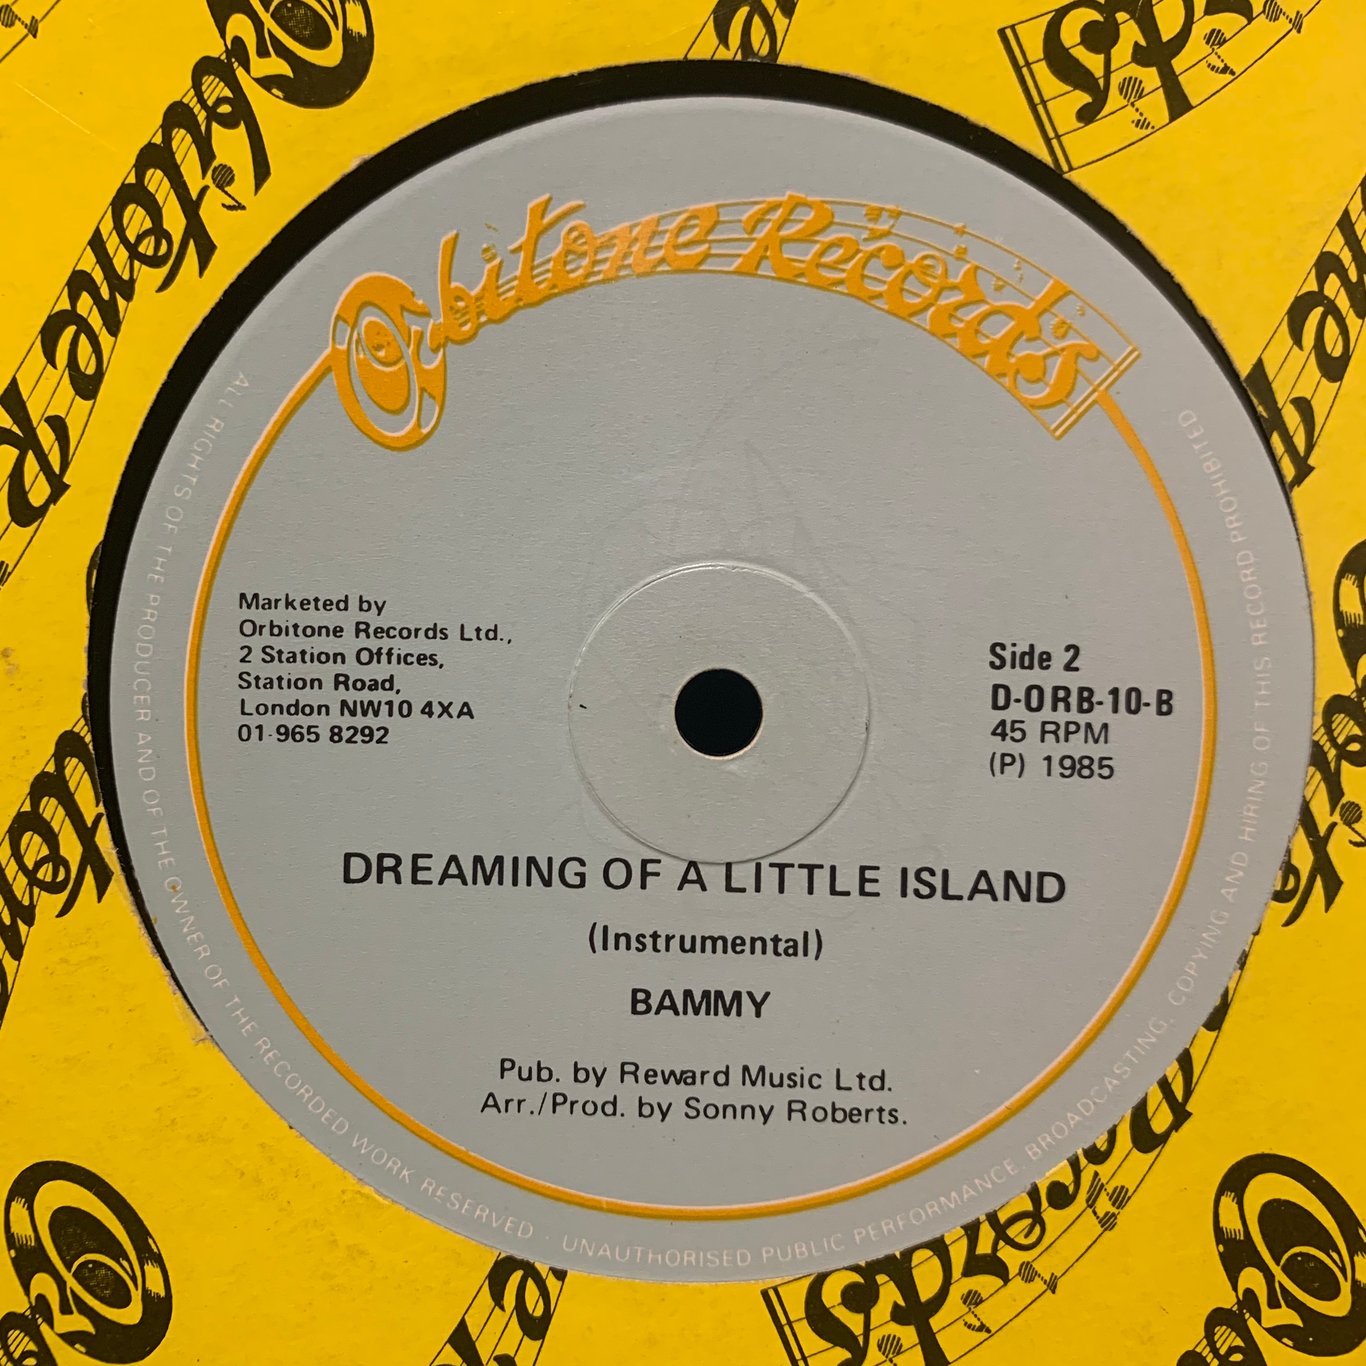 Orbitone Records
Marketed by
Orbitone Records Ltd.,
2 Station Offices,
Station Road,
London NW10 4XA
01-965 8292
Side 2
D-ORB-10-B
45 RPM
(P) 1985
DREAMING OF A LITTLE ISLAND
(Instrumental)
BAMMY
Pub. by Reward Music Ltd.
Arr./Prod. by Sonny Roberts.
ALL RIGHTS OF THE PRODUCER AND OF THE OWNER OF THE RECORDED WORK RESERVED · UNAUTHORISED PUBLIC PERFORMANCE, BROADCASTING, COPYING AND HIRING OF THIS RECORD PROHIBITED
Orbitone R